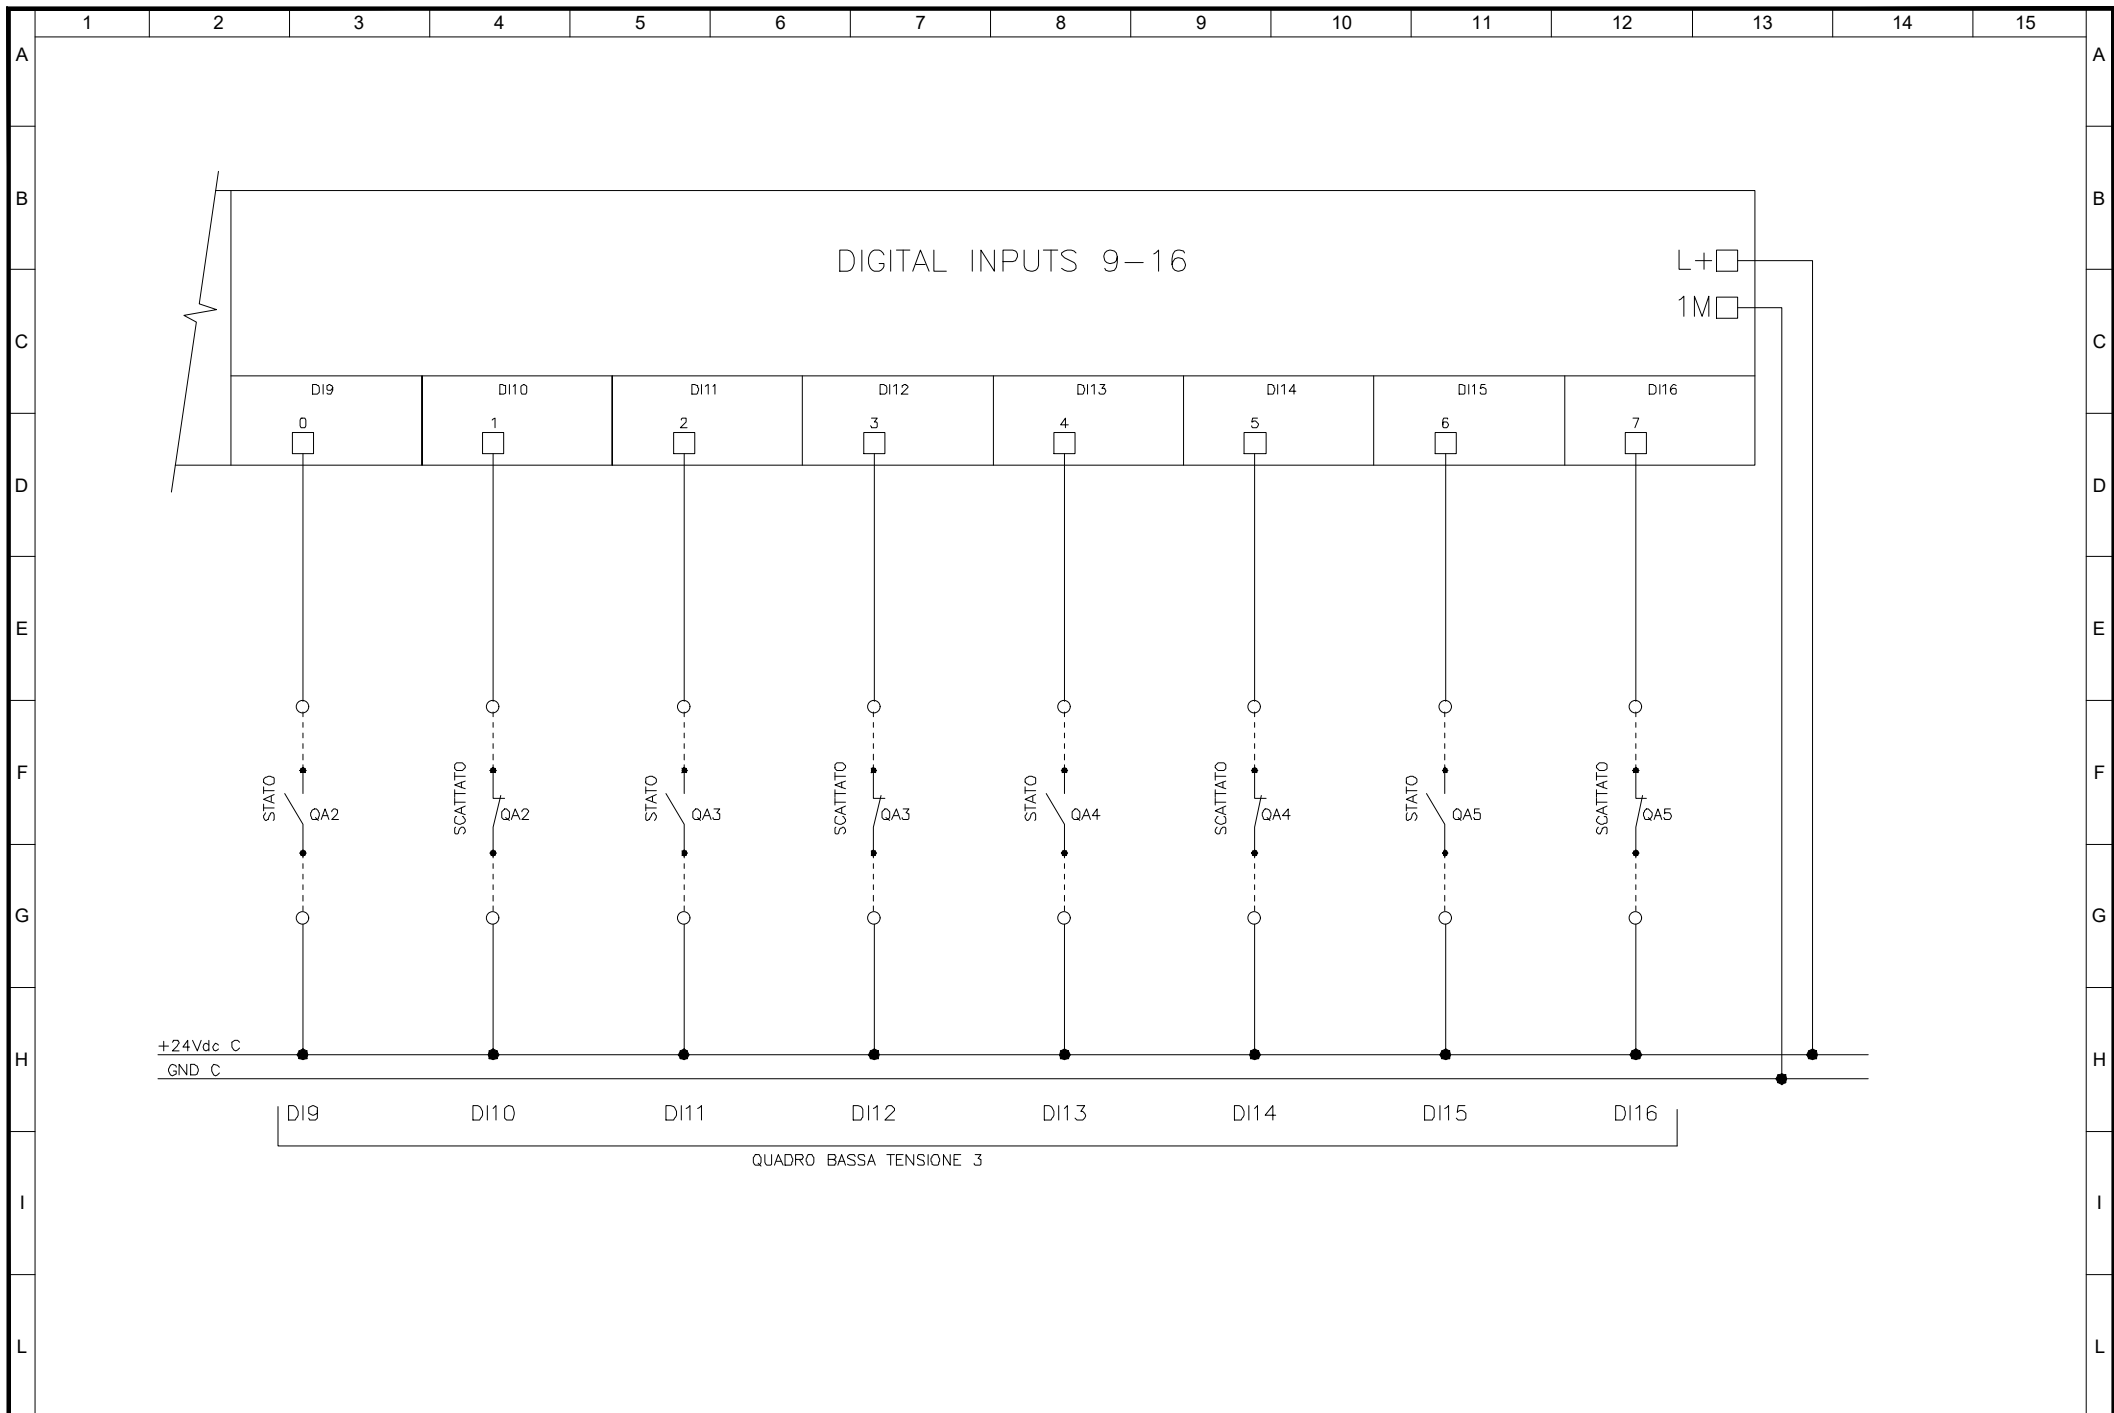 1 2 3 4 5 6 7 8 9 10 11 12 13 14 15
A A
B B
DIGITAL INPUTS 9-16
L+
C C
1M
DI9 DI10 DI11 DI12 DI13 DI14 DI15 DI16
0 1 2 3 4 5 6 7
D D
E E
F F
STATO QA2 SCATTATO QA2 STATO QA3 SCATTATO QA3 STATO QA4 SCATTATO QA4 STATO QA5 SCATTATO QA5
G G
+24Vdc C
H H
GND C
DI9 DI10 DI11 DI12 DI13 DI14 DI15 DI16
QUADRO BASSA TENSIONE 3
I I
L L